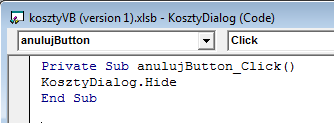 kosztyVB (version 1).xlsb - KosztyDialog (Code)
anulujButton Click
Private Sub anulujButton_Click()
KosztyDialog.Hide
End Sub